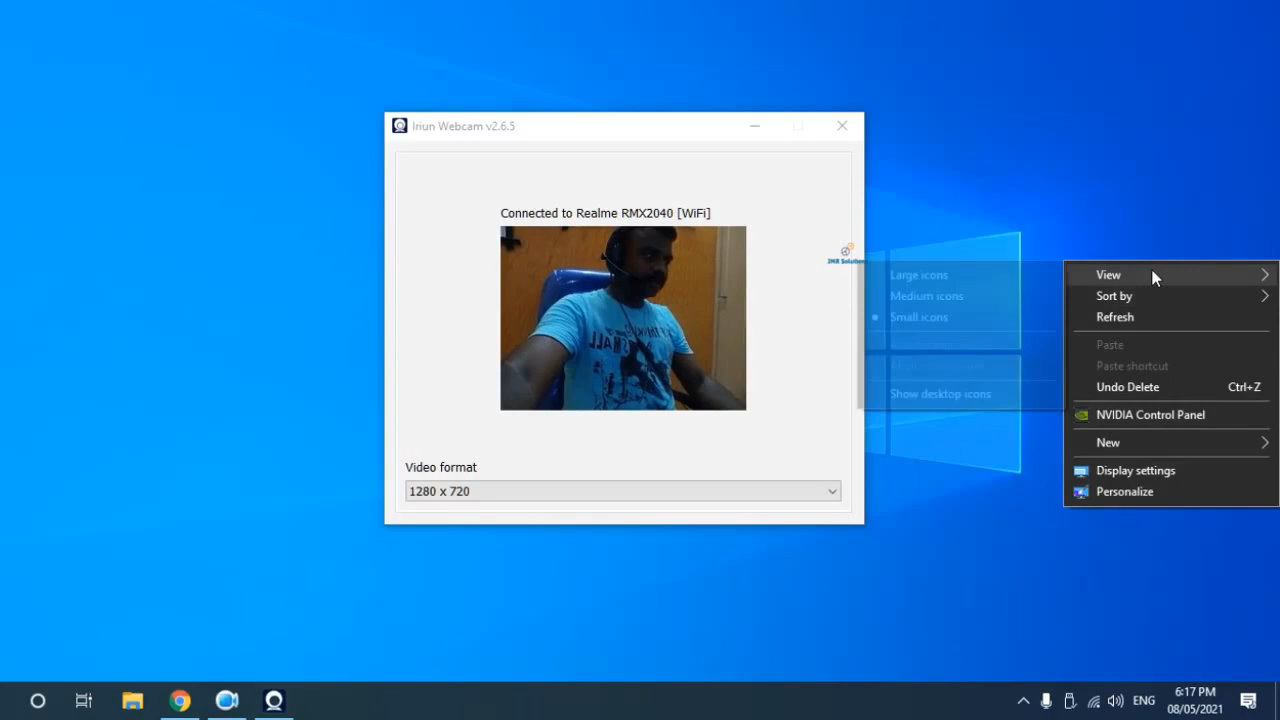 Iriun Webcam v2.6.5
Connected to Realme RMX2040 [WiFi]
Video format
1280 x 720
JMR Solutions
Large icons
Medium icons
Small icons
Show desktop icons
View
Sort by
Refresh
Paste
Paste shortcut
Undo Delete Ctrl+Z
NVIDIA Control Panel
New
Display settings
Personalize
ENG
6:17 PM
08/05/2021